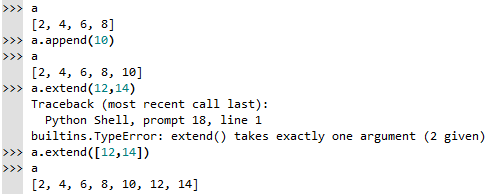 >>> a
[2, 4, 6, 8]
>>> a.append(10)
>>> a
[2, 4, 6, 8, 10]
>>> a.extend(12,14)
Traceback (most recent call last):
  Python Shell, prompt 18, line 1
builtins.TypeError: extend() takes exactly one argument (2 given)
>>> a.extend([12,14])
>>> a
[2, 4, 6, 8, 10, 12, 14]